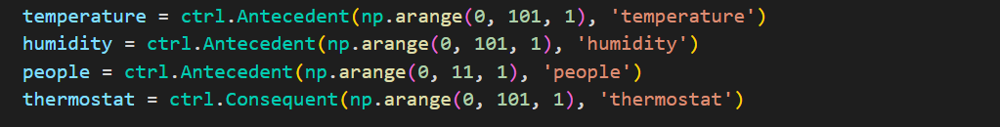 temperature = ctrl.Antecedent(np.arange(0, 101, 1), 'temperature')
humidity = ctrl.Antecedent(np.arange(0, 101, 1), 'humidity')
people = ctrl.Antecedent(np.arange(0, 11, 1), 'people')
thermostat = ctrl.Consequent(np.arange(0, 101, 1), 'thermostat')